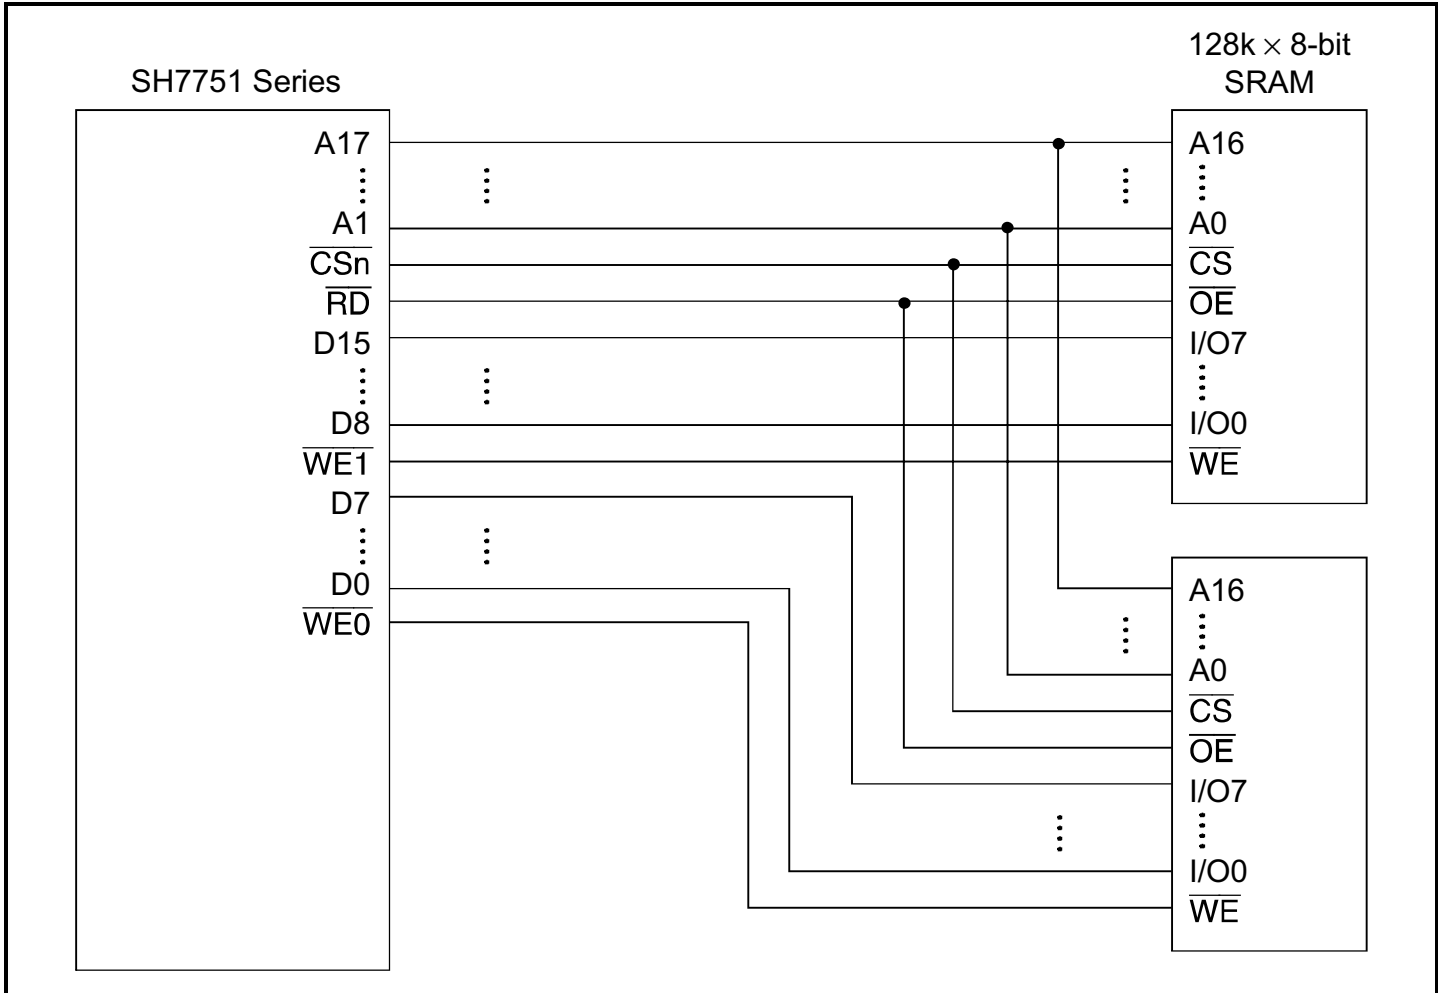 128k × 8-bit
SRAM
SH7751 Series
A17
A1
CSn
RD
D15
D8
WE1
D7
D0
WE0
A16
A0
CS
OE
I/O7
I/O0
WE
A16
A0
CS
OE
I/O7
I/O0
WE